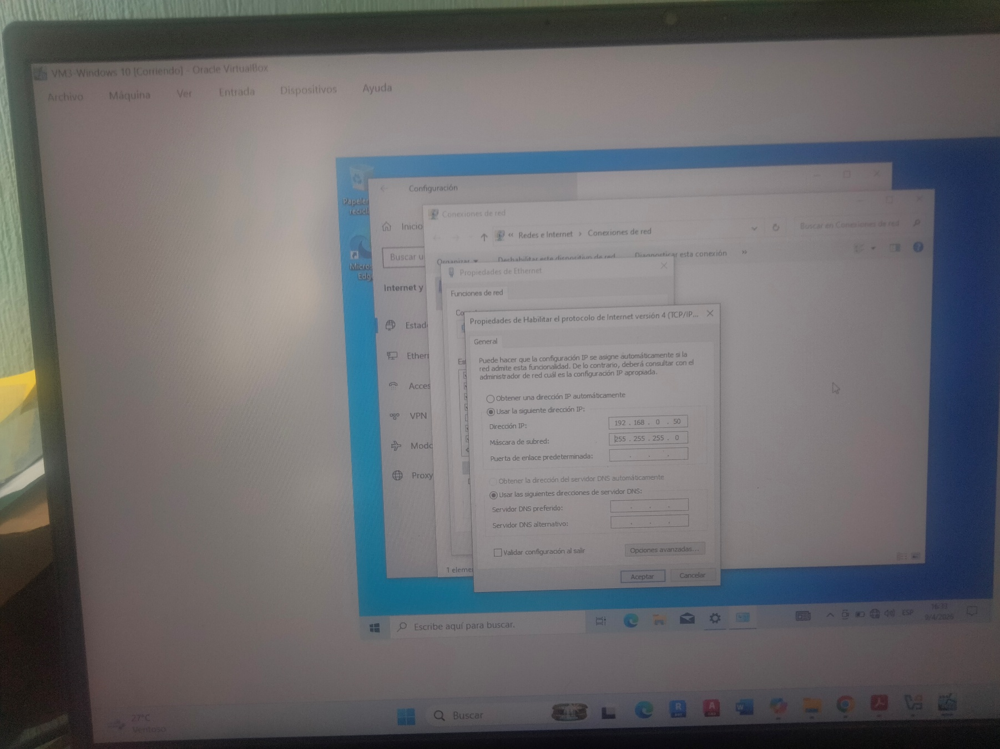 VM3-Windows 10 [Corriendo] - Oracle VirtualBox
Archivo Máquina Ver Entrada Dispositivos Ayuda
Configuración
Conexiones de red
Inicio
« Redes e Internet › Conexiones de red
Buscar en Conexiones de red
Buscar u
Organizar
Deshabilitar este dispositivo de red
Diagnosticar esta conexión »
Papeler
recicl
Micros
Edg
Internet y
Estad
Ethern
Acces
VPN
Modo
Proxy
Propiedades de Ethernet
Funciones de red
Propiedades de Habilitar el protocolo de Internet versión 4 (TCP/IP...
General
Puede hacer que la configuración IP se asigne automáticamente si la
red admite esta funcionalidad. De lo contrario, deberá consultar con el
administrador de red cuál es la configuración IP apropiada.
Obtener una dirección IP automáticamente
Usar la siguiente dirección IP:
Dirección IP: 192 . 168 . 0 . 50
Máscara de subred: 255 . 255 . 255 . 0
Puerta de enlace predeterminada: . . .
Obtener la dirección del servidor DNS automáticamente
Usar las siguientes direcciones de servidor DNS:
Servidor DNS preferido: . . .
Servidor DNS alternativo: . . .
Validar configuración al salir
Opciones avanzadas...
Aceptar Cancelar
1 eleme
Escribe aquí para buscar.
ESP
16:33
9/4/2026
27°C
Ventoso
Buscar